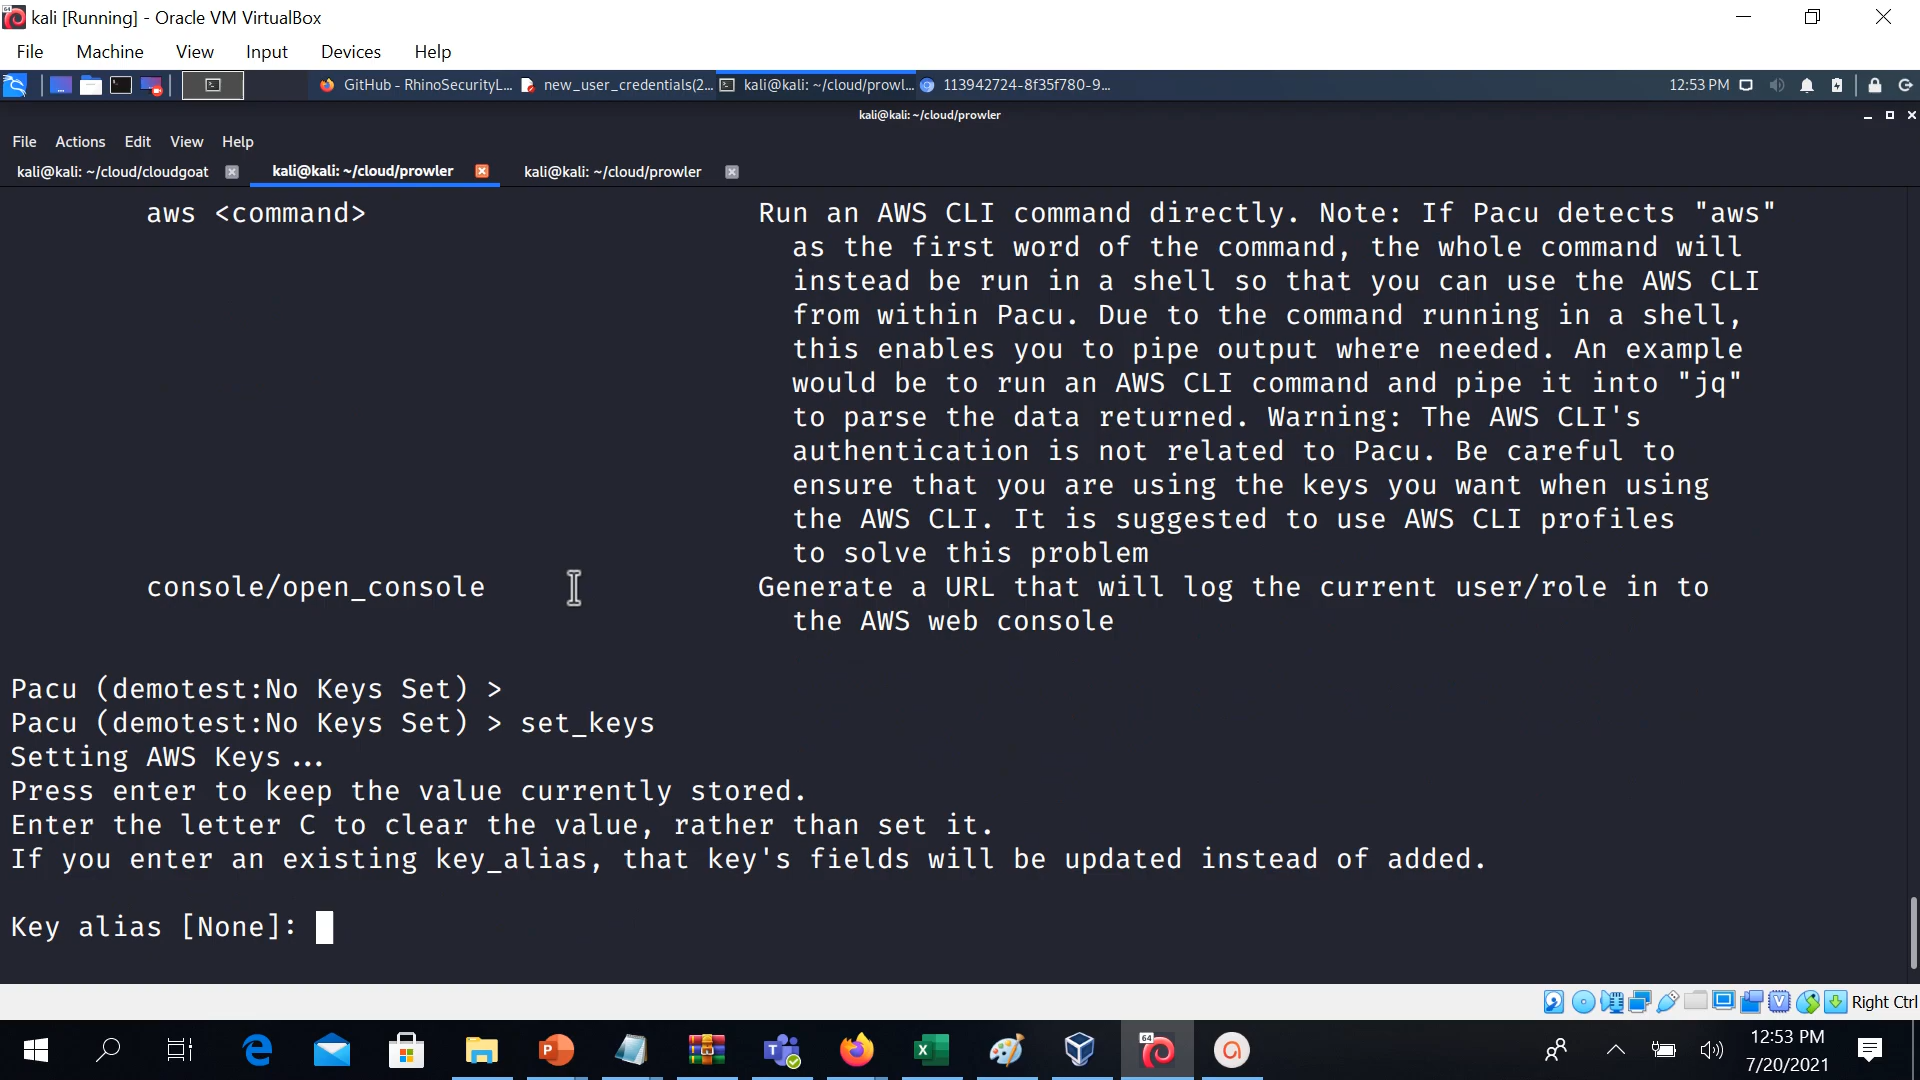 kali [Running] - Oracle VM VirtualBox
File Machine View Input Devices Help
GitHub - RhinoSecurityL... new_user_credentials(2... kali@kali: ~/cloud/prowl... 113942724-8f35f780-9... 12:53 PM
kali@kali: ~/cloud/prowler
File Actions Edit View Help
kali@kali: ~/cloud/cloudgoat kali@kali: ~/cloud/prowler kali@kali: ~/cloud/prowler
aws <command> Run an AWS CLI command directly. Note: If Pacu detects "aws"
as the first word of the command, the whole command will
instead be run in a shell so that you can use the AWS CLI
from within Pacu. Due to the command running in a shell,
this enables you to pipe output where needed. An example
would be to run an AWS CLI command and pipe it into "jq"
to parse the data returned. Warning: The AWS CLI's
authentication is not related to Pacu. Be careful to
ensure that you are using the keys you want when using
the AWS CLI. It is suggested to use AWS CLI profiles
to solve this problem
console/open_console Generate a URL that will log the current user/role in to
the AWS web console
Pacu (demotest:No Keys Set) >
Pacu (demotest:No Keys Set) > set_keys
Setting AWS Keys...
Press enter to keep the value currently stored.
Enter the letter C to clear the value, rather than set it.
If you enter an existing key_alias, that key's fields will be updated instead of added.
Key alias [None]:
Right Ctrl
12:53 PM
7/20/2021